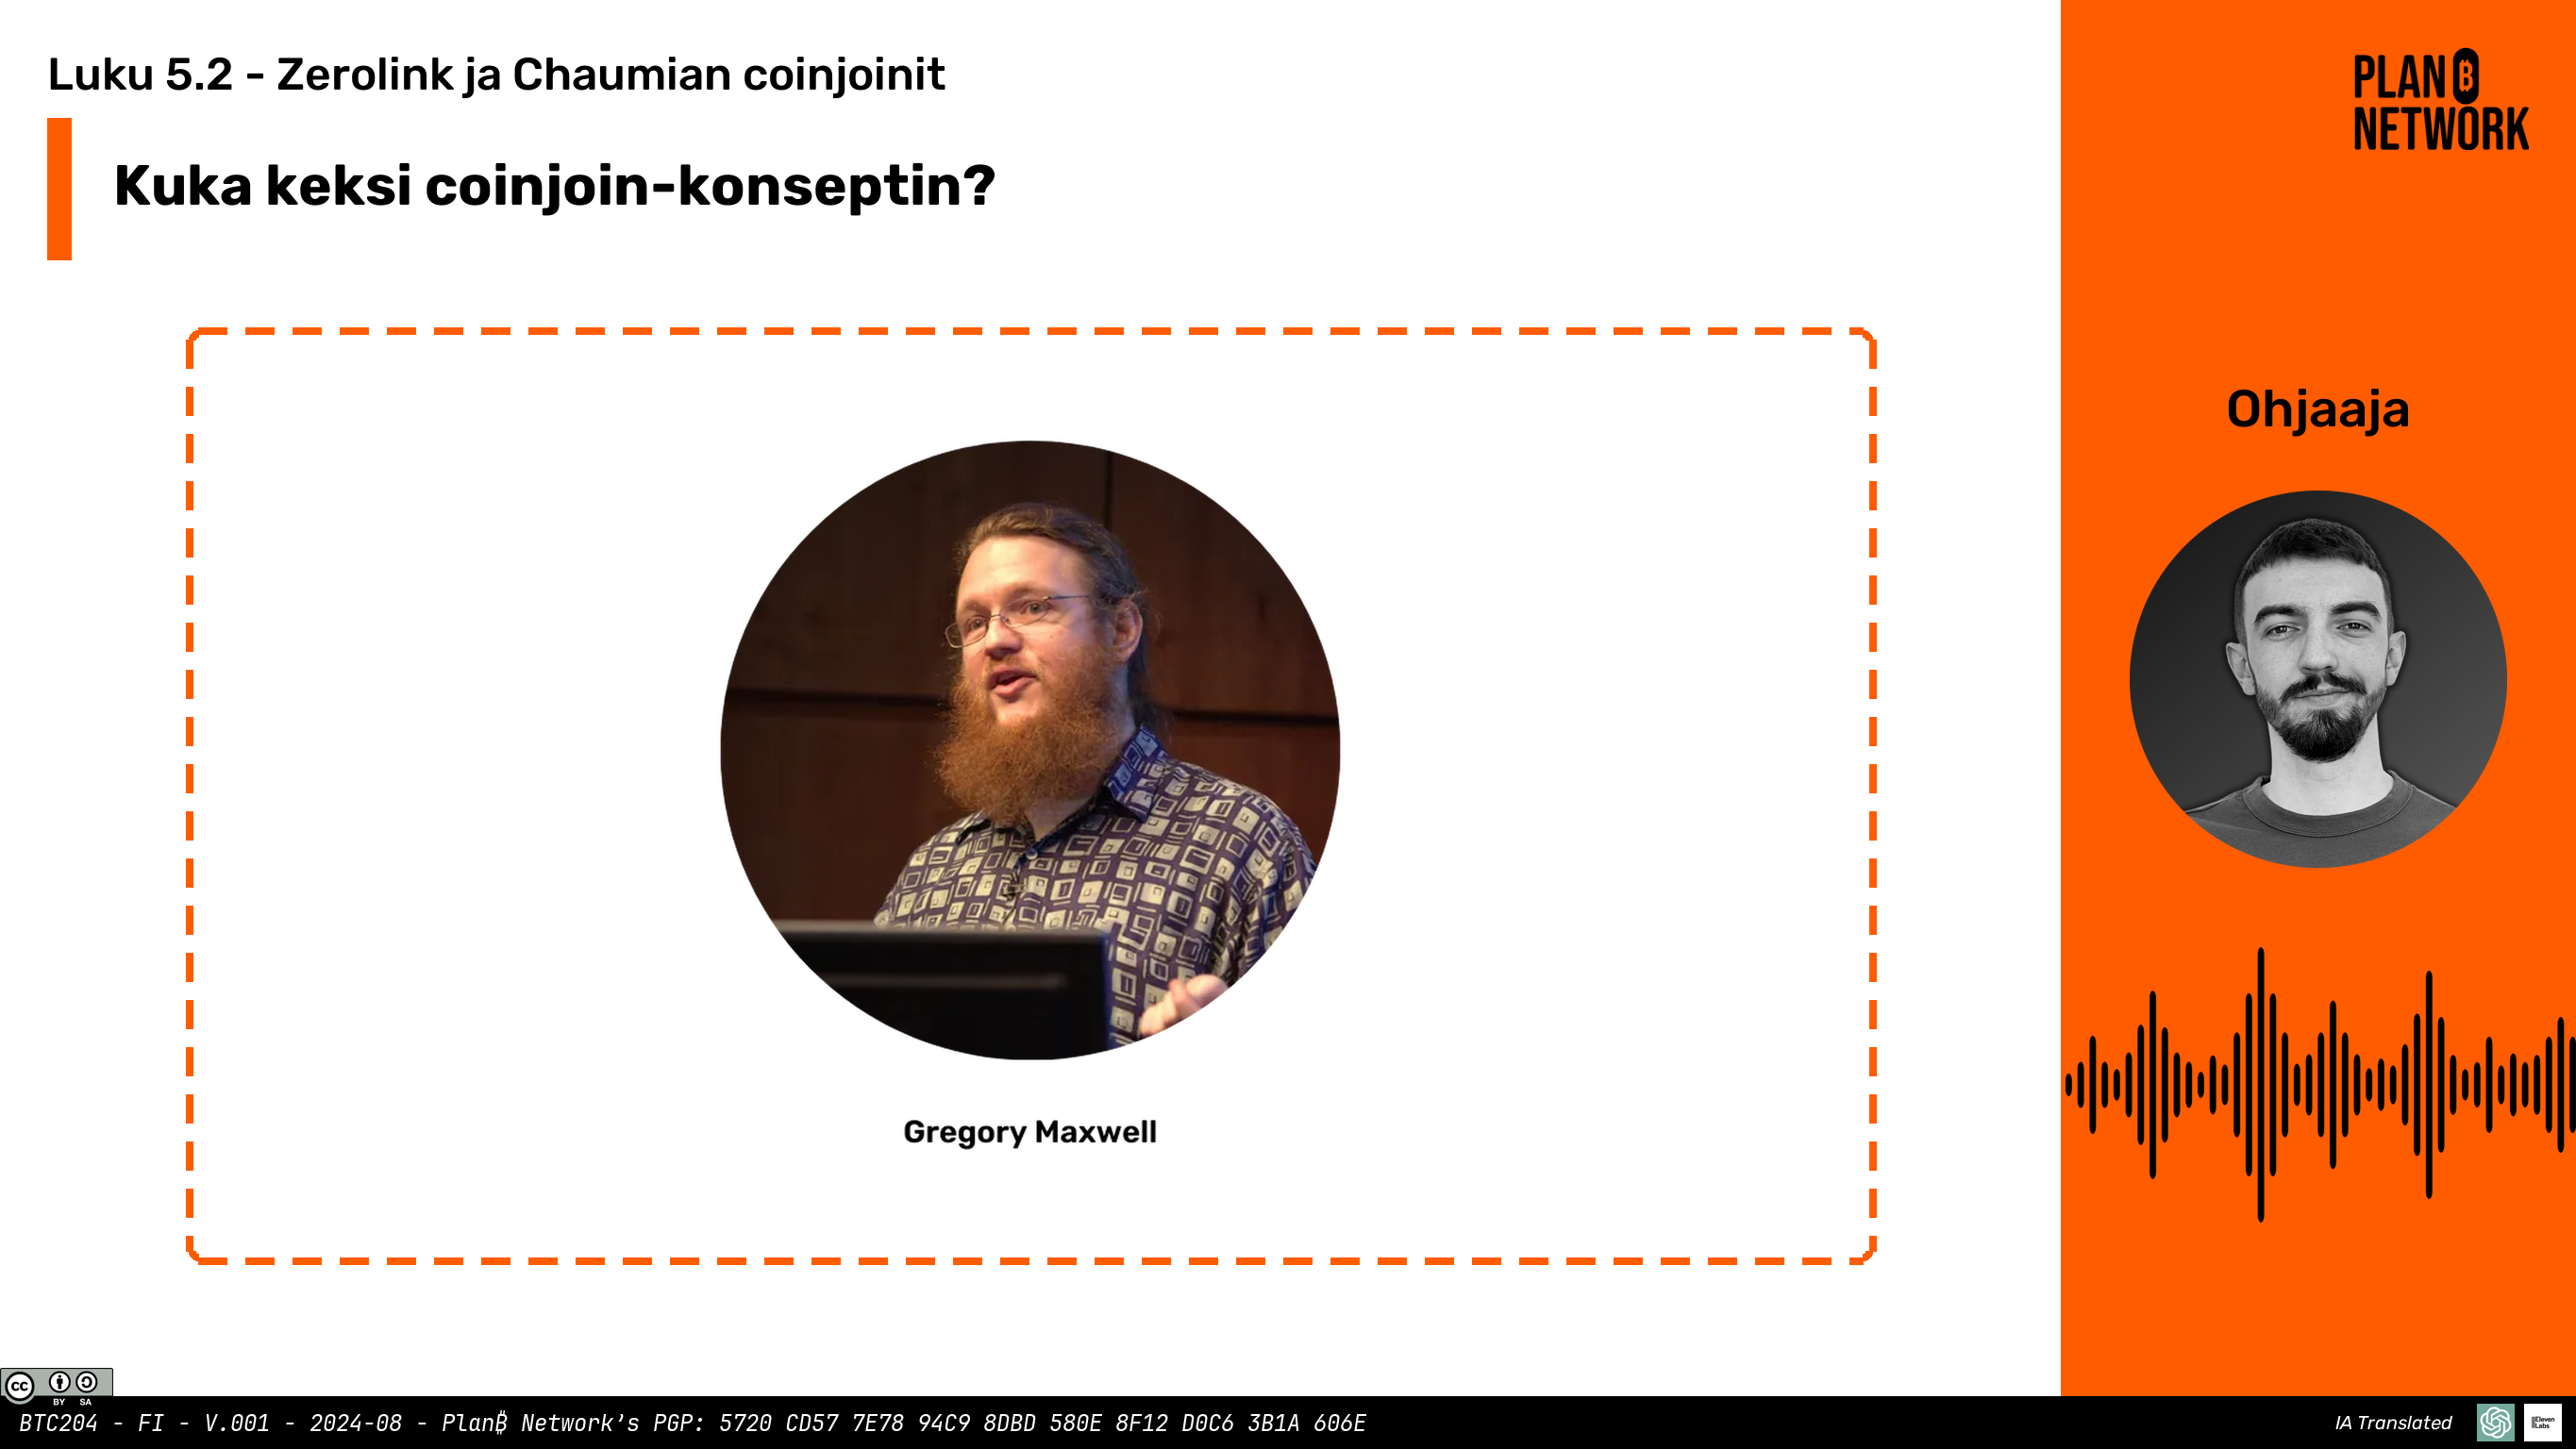 Luku 5.2 - Zerolink ja Chaumian coinjoinit
Kuka keksi coinjoin-konseptin?
Gregory Maxwell
PLAN B
NETWORK
Ohjaaja
CC BY SA
BTC204 - FI - V.001 - 2024-08 - Plan₿ Network’s PGP: 5720 CD57 7E78 94C9 8DBD 580E 8F12 D0C6 3B1A 606E
IA Translated
ElevenLabs